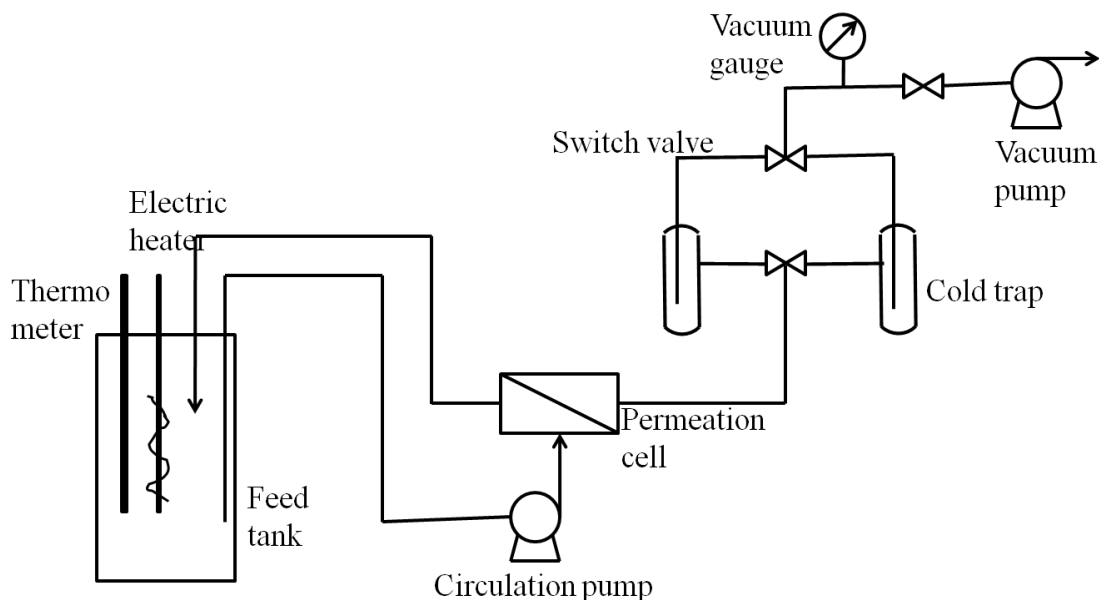 Vacuum
gauge
Switch valve
Vacuum
pump
Electric
heater
Thermo
meter
Cold trap
Permeation
cell
Feed
tank
Circulation pump